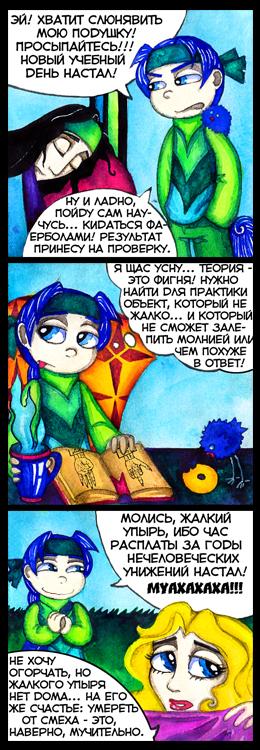 ЭЙ! ХВАТИТ СЛЮНЯВИТЬ
МОЮ ПОДУШКУ!
ПРОСЫПАЙТЕСЬ!!!
НОВЫЙ УЧЕБНЫЙ
ДЕНЬ НАСТАЛ!
НУ И ЛАДНО,
ПОЙДУ САМ НАУ-
ЧУСЬ... КИДАТЬСЯ ФА-
ЕРБОЛАМИ! РЕЗУЛЬТАТ
ПРИНЕСУ НА ПРОВЕРКУ.
Я ЩАС УСНУ... ТЕОРИЯ -
ЭТО ФИГНЯ! НУЖНО
НАЙТИ ДЛЯ ПРАКТИКИ
ОБЪЕКТ, КОТОРЫЙ НЕ
ЖАЛКО... И КОТОРЫЙ
НЕ СМОЖЕТ ЗАЛЕ-
ПИТЬ МОЛНИЕЙ ИЛИ
ЧЕМ ПОХУЖЕ
В ОТВЕТ!
МОЛИСЬ, ЖАЛКИЙ
УПЫРЬ, ИБО ЧАС
РАСПЛАТЫ ЗА ГОДЫ
НЕЧЕЛОВЕЧЕСКИХ
УНИЖЕНИЙ НАСТАЛ!
МУАХАХАХА!!!
НЕ ХОЧУ
ОГОРЧАТЬ, НО
ЖАЛКОГО УПЫРЯ
НЕТ ДОМА... НА ЕГО
ЖЕ СЧАСТЬЕ: УМЕРЕТЬ
ОТ СМЕХА - ЭТО,
НАВЕРНО, МУЧИТЕЛЬНО.